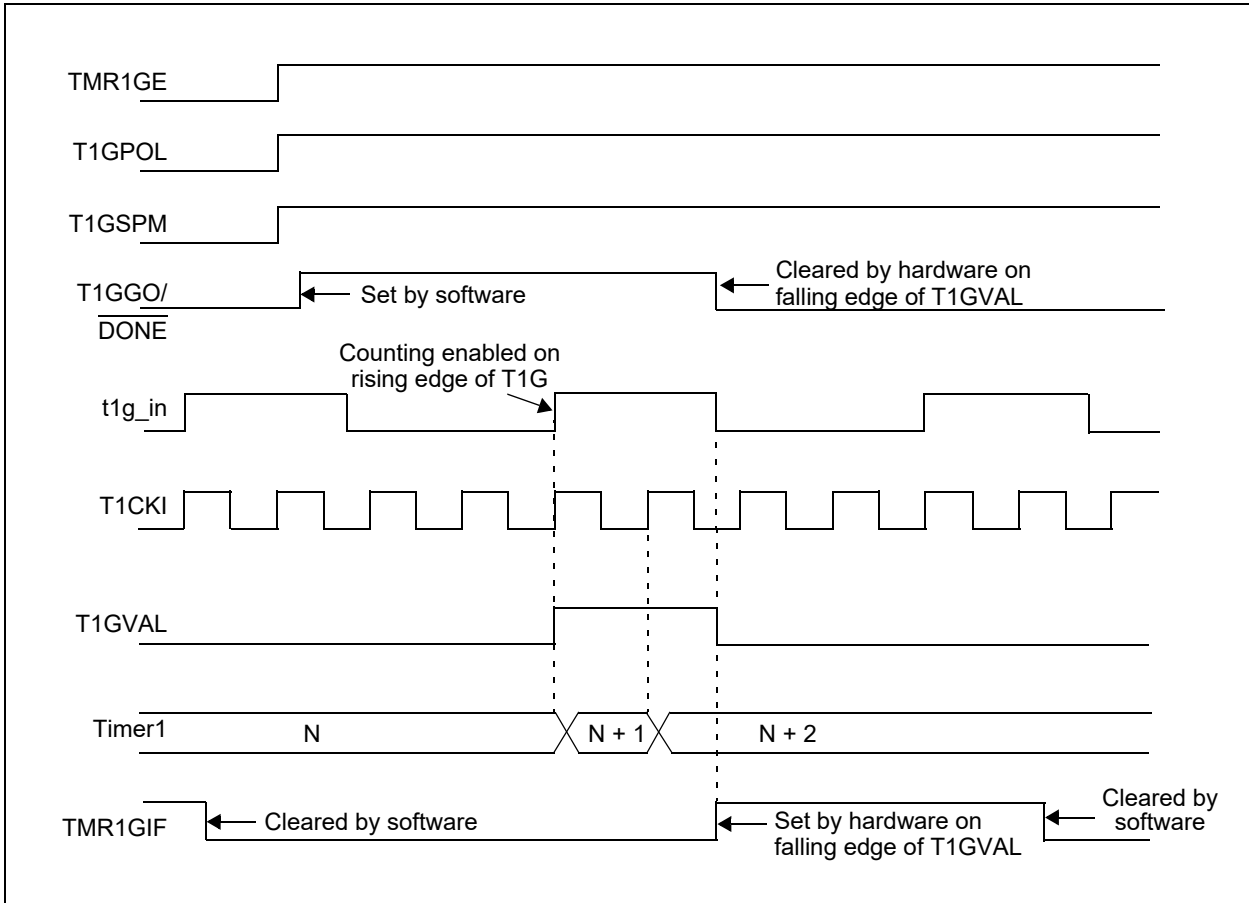 TMR1GE
T1GPOL
T1GSPM
T1GGO/
DONE
Set by software
Cleared by hardware on
falling edge of T1GVAL
Counting enabled on
rising edge of T1G
t1g_in
T1CKI
T1GVAL
Timer1
N
N + 1
N + 2
TMR1GIF
Cleared by software
Set by hardware on
falling edge of T1GVAL
Cleared by
software